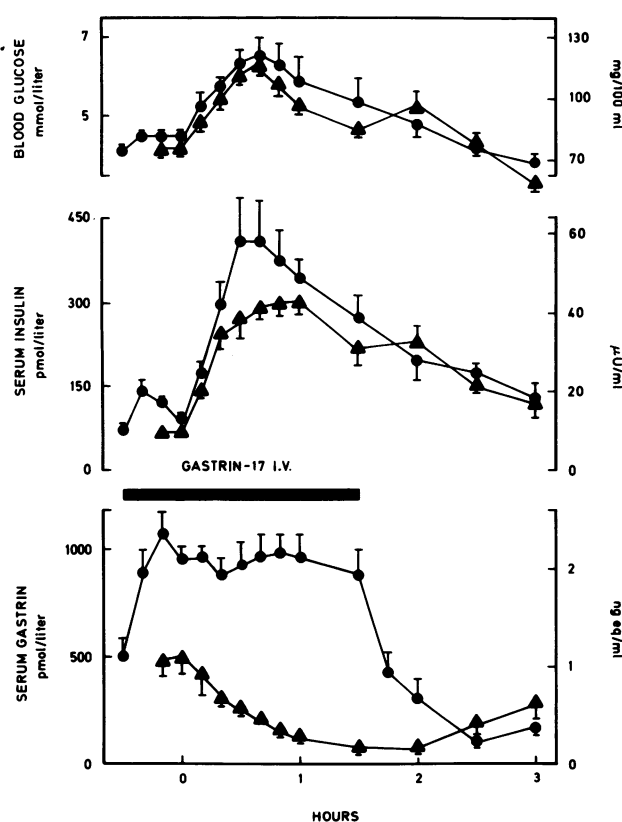 BLOOD GLUCOSE
mmol/liter
7
5
130
100
70
mg/100 ml
SERUM INSULIN
pmol/liter
450
300
150
0
60
40
20
0
μU/ml
GASTRIN-17 I.V.
SERUM GASTRIN
pmol/liter
1000
500
0
2
1
0
ng eq/ml
0
1
2
3
HOURS